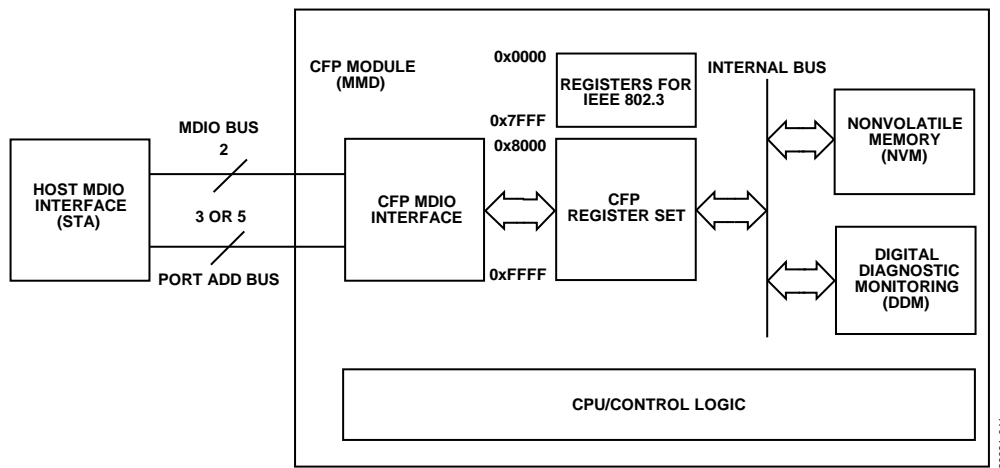 CFP MODULE
(MMD)
0x0000
REGISTERS FOR
IEEE 802.3
0x7FFF
0x8000
INTERNAL BUS
NONVOLATILE
MEMORY
(NVM)
MDIO BUS
2
HOST MDIO
INTERFACE
(STA)
3 OR 5
PORT ADD BUS
CFP MDIO
INTERFACE
CFP
REGISTER SET
0xFFFF
DIGITAL
DIAGNOSTIC
MONITORING
(DDM)
CPU/CONTROL LOGIC